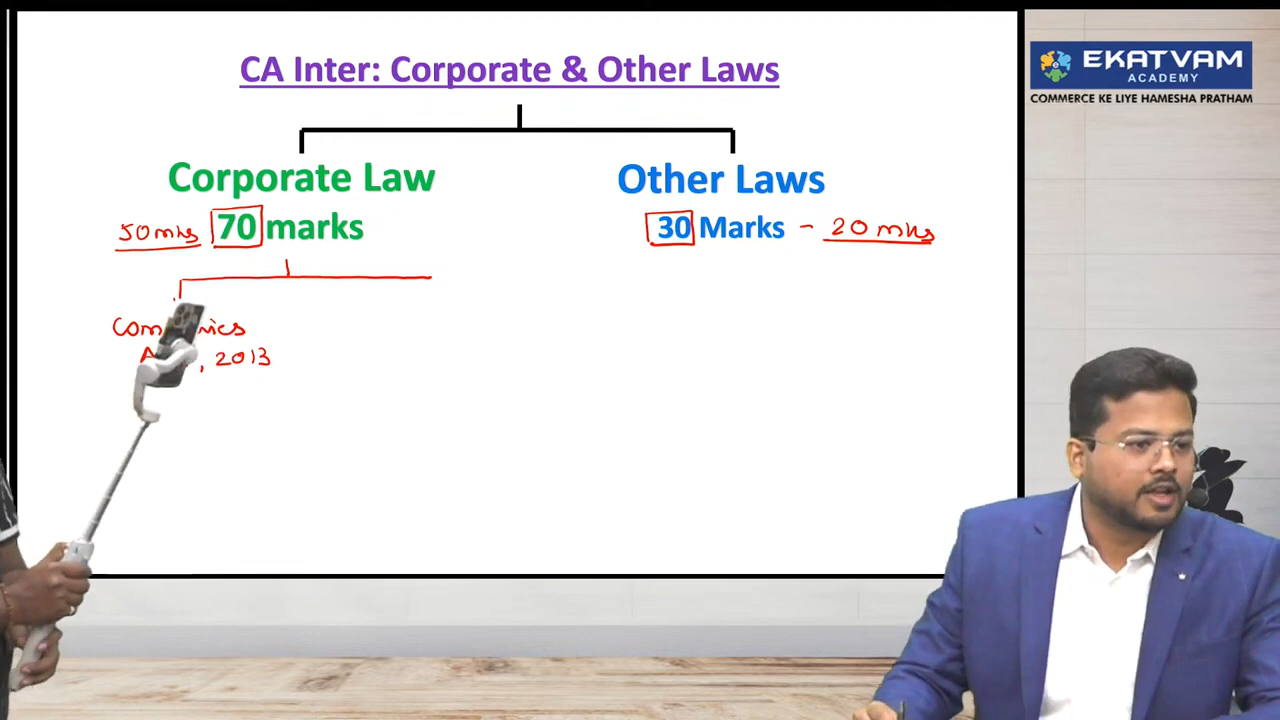 CA Inter: Corporate & Other Laws
EKATVAM
ACADEMY
COMMERCE KE LIYE HAMESHA PRATHAM
Corporate Law
Other Laws
50 mks 70 marks
30 Marks - 20 mks
, 2013